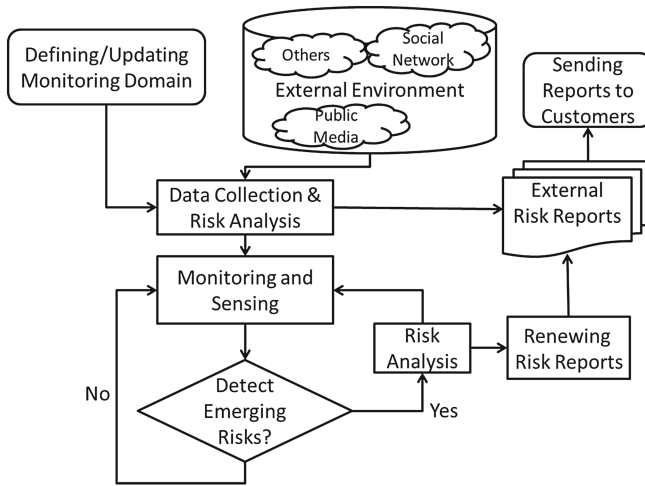 Defining/Updating
Monitoring Domain
Others
Social
Network
External Environment
Public
Media
Sending
Reports to
Customers
Data Collection &
Risk Analysis
External
Risk Reports
Monitoring and
Sensing
Risk
Analysis
Renewing
Risk Reports
No
Detect
Emerging
Risks?
Yes